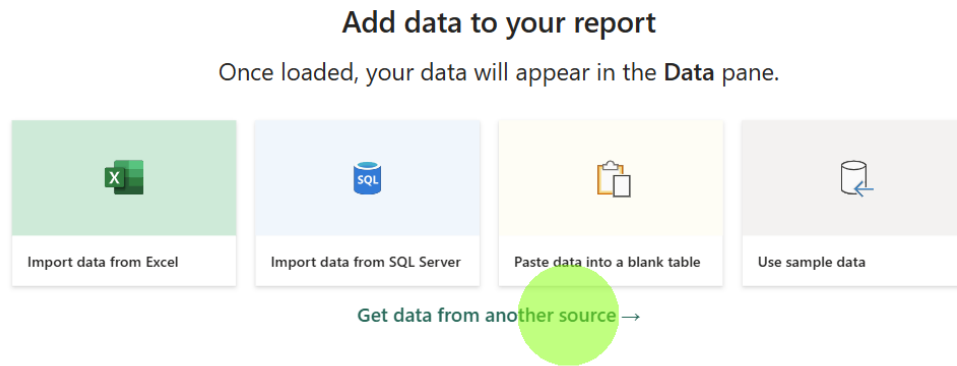 Add data to your report
Once loaded, your data will appear in the Data pane.
X
SQL
Import data from Excel
Import data from SQL Server
Paste data into a blank table
Use sample data
Get data from another source →